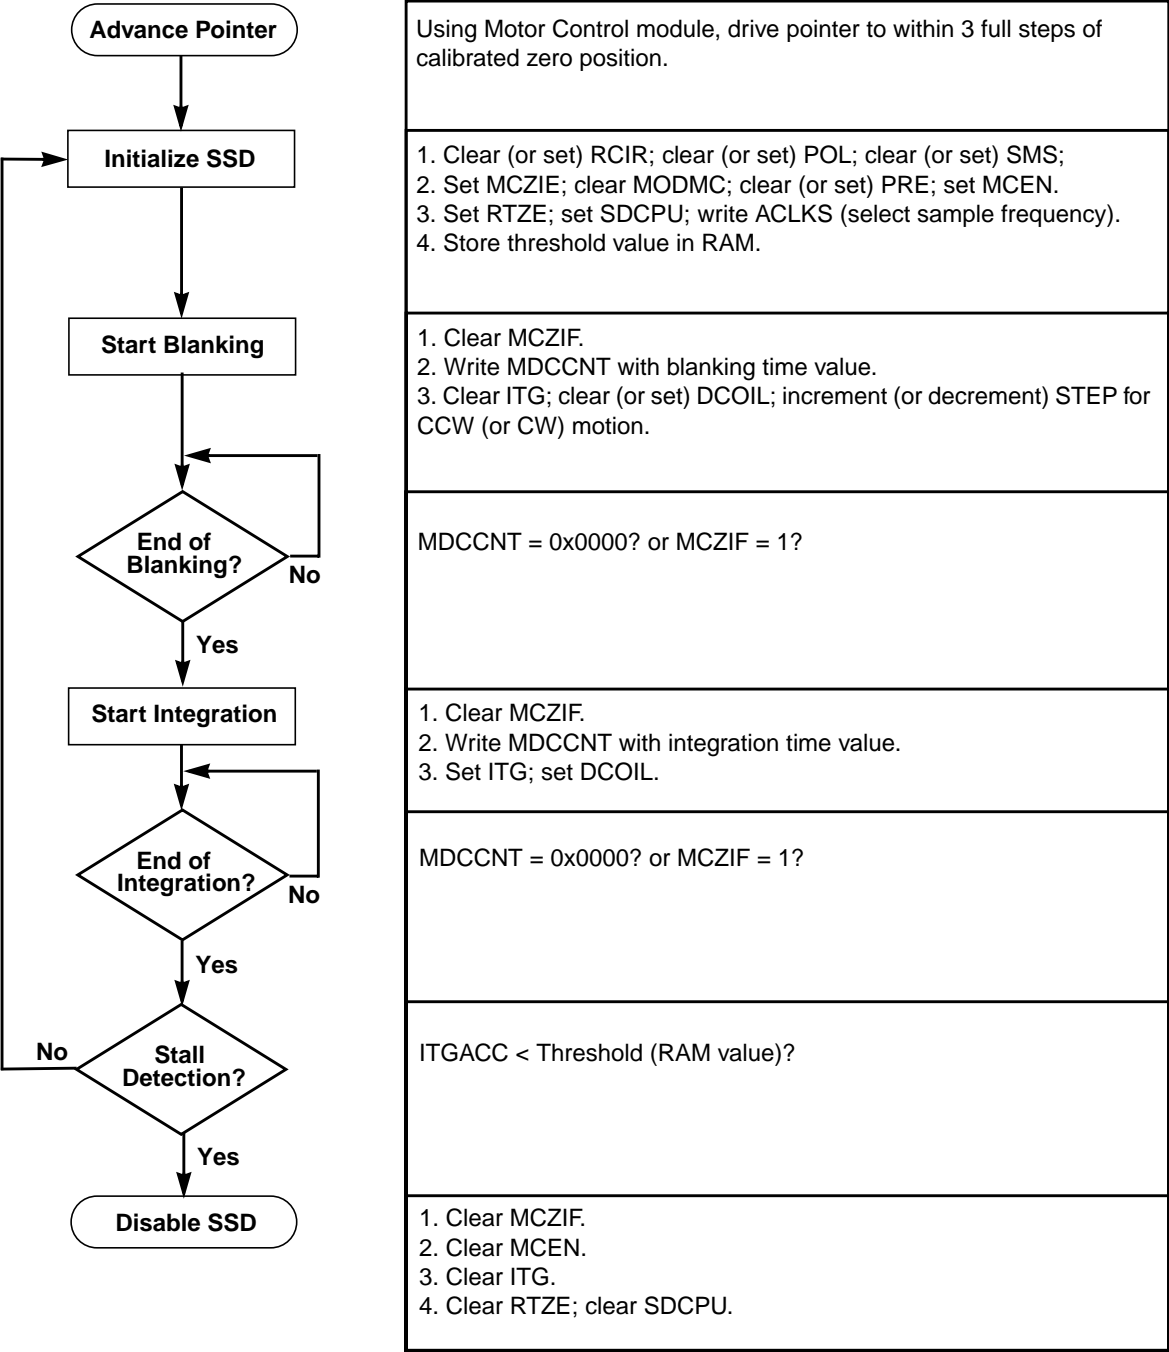 Advance Pointer
Using Motor Control module, drive pointer to within 3 full steps of
calibrated zero position.
Initialize SSD
1. Clear (or set) RCIR; clear (or set) POL; clear (or set) SMS;
2. Set MCZIE; clear MODMC; clear (or set) PRE; set MCEN.
3. Set RTZE; set SDCPU; write ACLKS (select sample frequency).
4. Store threshold value in RAM.
Start Blanking
1. Clear MCZIF.
2. Write MDCCNT with blanking time value.
3. Clear ITG; clear (or set) DCOIL; increment (or decrement) STEP for
CCW (or CW) motion.
End of
Blanking?
No
Yes
MDCCNT = 0x0000? or MCZIF = 1?
Start Integration
1. Clear MCZIF.
2. Write MDCCNT with integration time value.
3. Set ITG; set DCOIL.
End of
Integration?
No
Yes
MDCCNT = 0x0000? or MCZIF = 1?
No
Stall
Detection?
Yes
ITGACC < Threshold (RAM value)?
Disable SSD
1. Clear MCZIF.
2. Clear MCEN.
3. Clear ITG.
4. Clear RTZE; clear SDCPU.